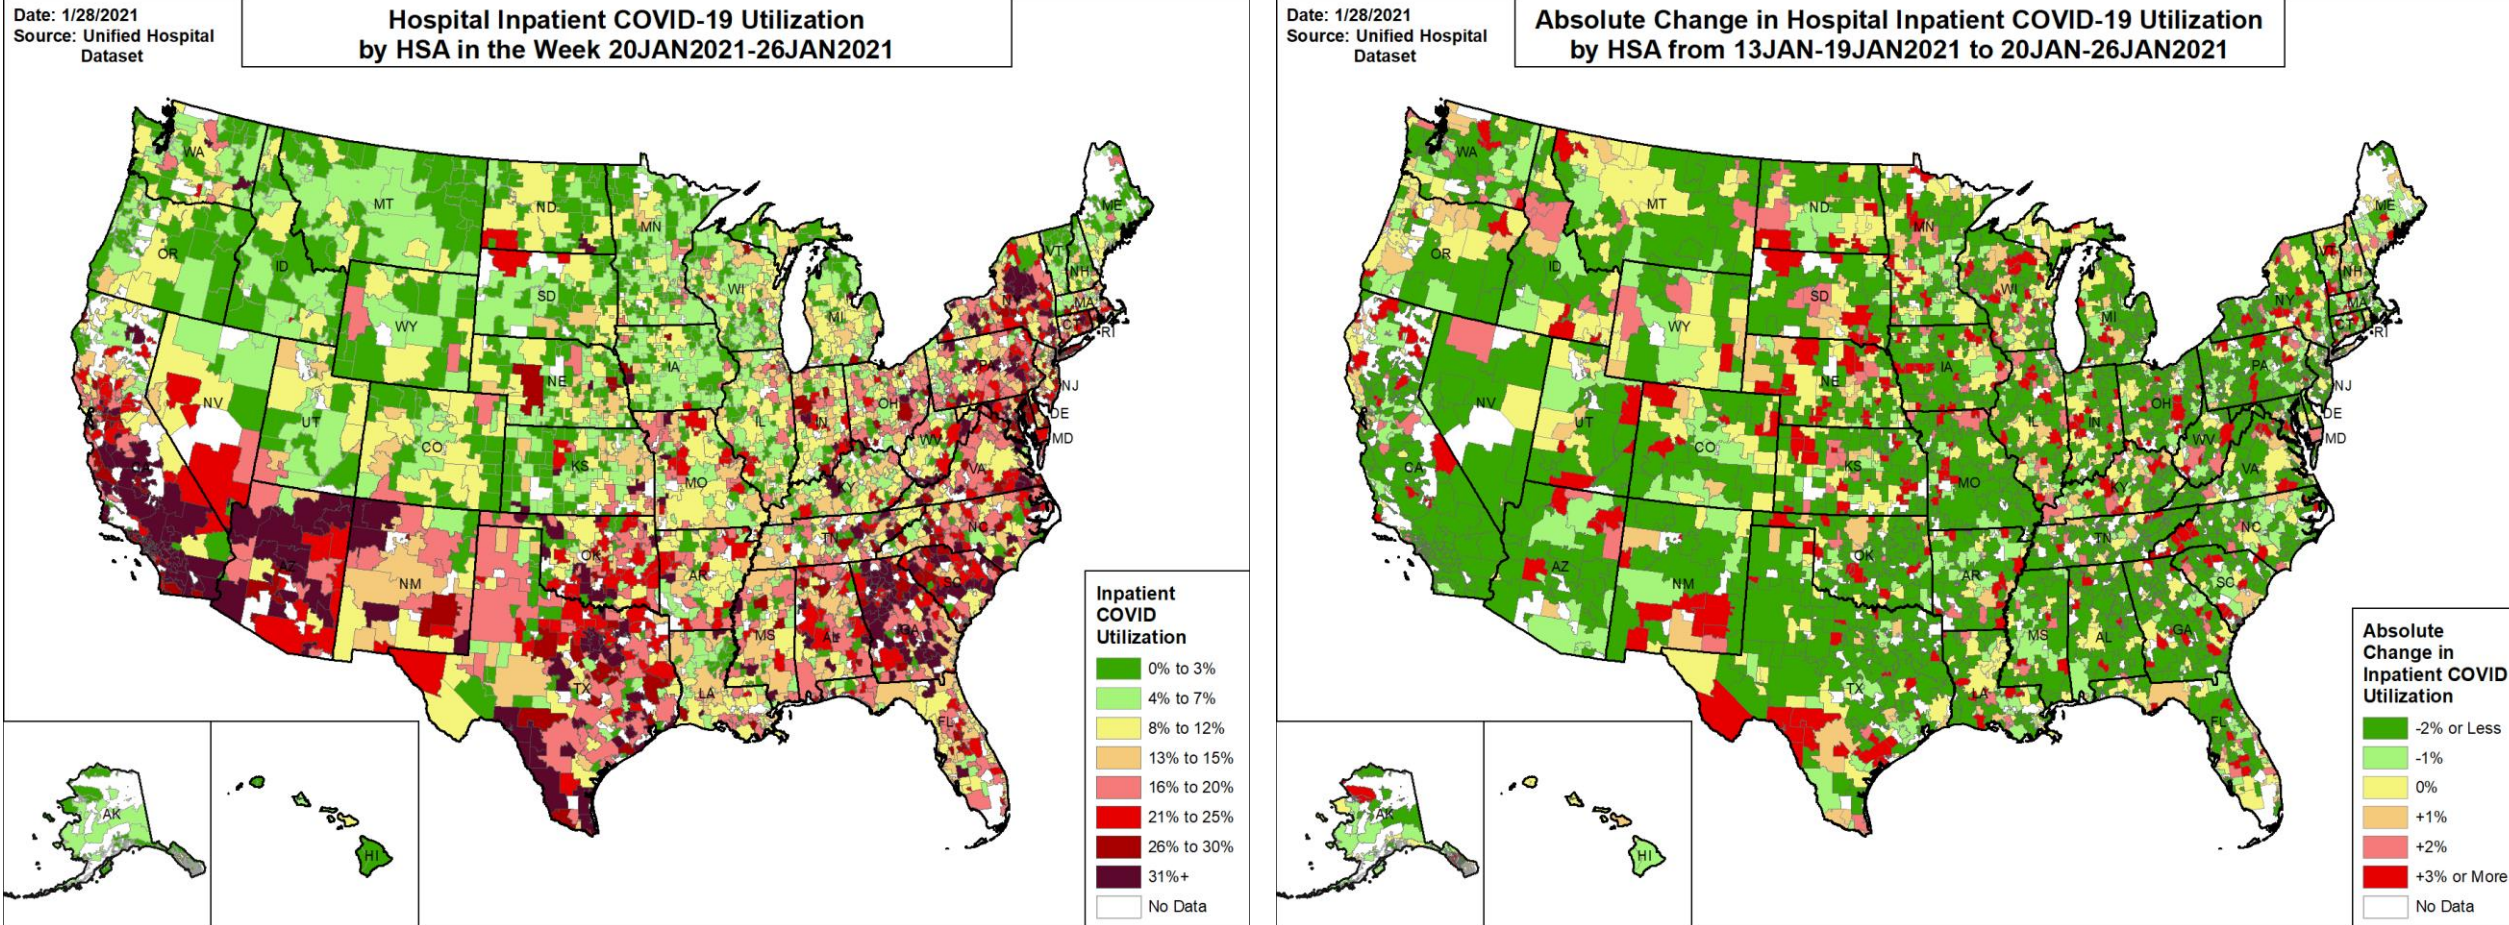 Date: 1/28/2021
Source: Unified Hospital
Dataset
Hospital Inpatient COVID-19 Utilization
by HSA in the Week 20JAN2021-26JAN2021
WA
MT
ND
MN
ME
OR
ID
SD
WI
VT
NH
NY
MA
CT
RI
WY
MI
IA
NE
PA
NJ
NV
UT
CO
IL
IN
OH
DE
MD
WV
KS
MO
KY
VA
CA
AZ
NM
OK
AR
TN
NC
SC
MS
AL
GA
TX
LA
FL
AK
HI
Inpatient
COVID
Utilization
0% to 3%
4% to 7%
8% to 12%
13% to 15%
16% to 20%
21% to 25%
26% to 30%
31%+
No Data
Date: 1/28/2021
Source: Unified Hospital
Dataset
Absolute Change in Hospital Inpatient COVID-19 Utilization
by HSA from 13JAN-19JAN2021 to 20JAN-26JAN2021
WA
MT
ND
MN
ME
OR
ID
SD
WI
VT
NH
NY
MA
CT
RI
WY
MI
IA
NE
PA
NJ
NV
UT
CO
IL
IN
OH
DE
MD
WV
KS
MO
KY
VA
CA
AZ
NM
OK
AR
TN
NC
SC
MS
AL
GA
TX
LA
FL
AK
HI
Absolute
Change in
Inpatient COVID
Utilization
-2% or Less
-1%
0%
+1%
+2%
+3% or More
No Data